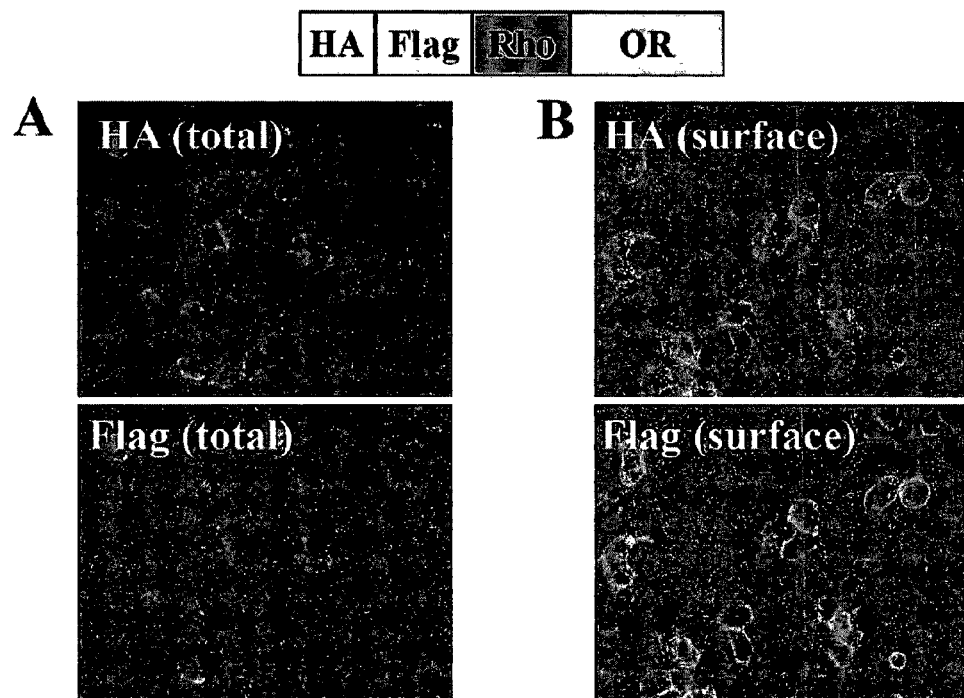 HA Flag Rho OR
A B
HA (total) HA (surface)
Flag (total) Flag (surface)